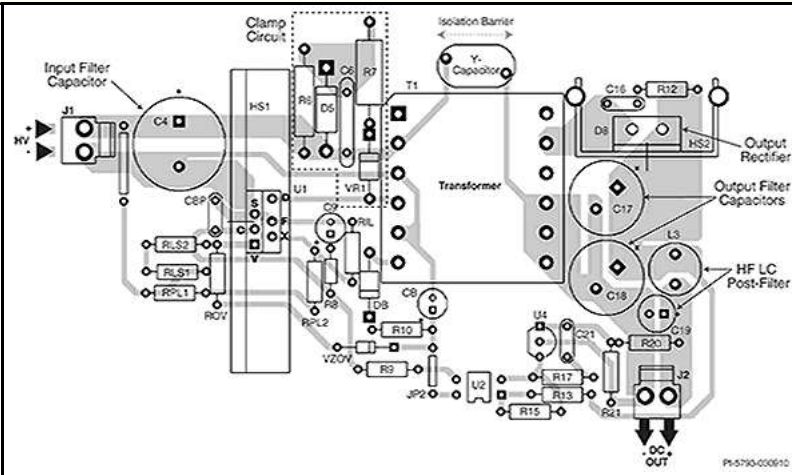 Isolation Barrier
Clamp
Circuit
Y-
Capacitor
Input Filter
Capacitor
J1
+
HV
-
C4
HS1
R6
D5
C6
R7
VR1
T1
Transformer
C16
R12
D8
HS2
Output
Rectifier
Output Filter
Capacitors
C17
C18
L3
HF LC
Post-Filter
C19
CBP
U1
D
S
C
F
X
V
C9
RIL
RLS2
RLS1
RPL1
ROV
RPL2
R8
C8
R10
VZOV
R9
JP2
U2
U4
C21
R17
R13
R15
R21
R20
J2
- DC +
OUT
PI-5793-030910